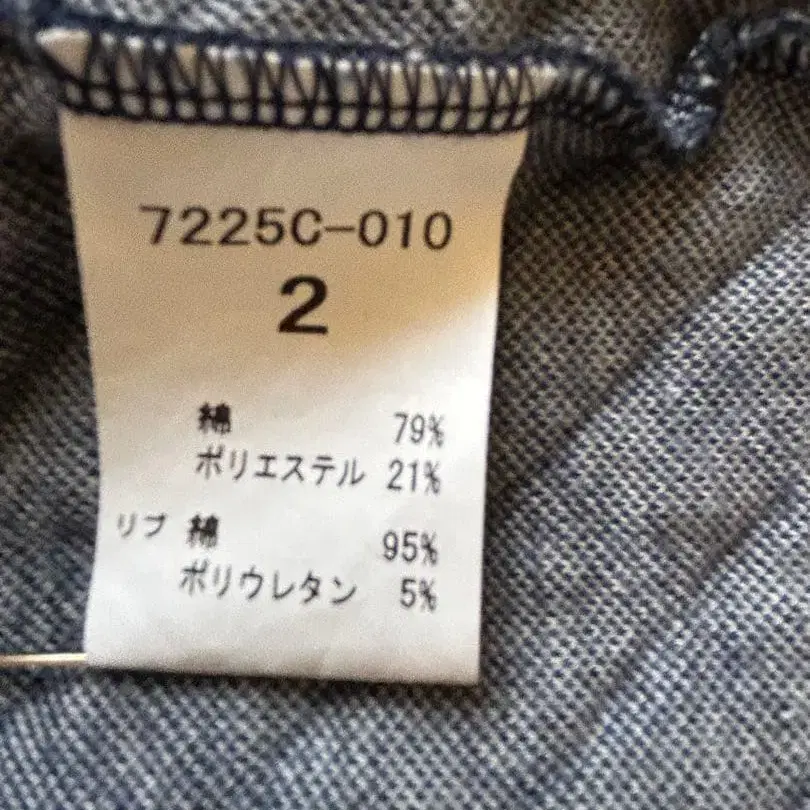 7225C-010
2
綿 79%
ポリエステル 21%
リブ 綿 95%
ポリウレタン 5%